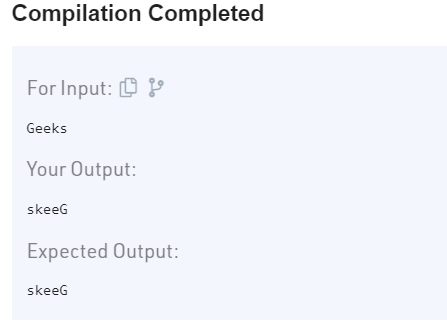 Compilation Completed
For Input:
Geeks
Your Output:
skeeG
Expected Output:
skeeG